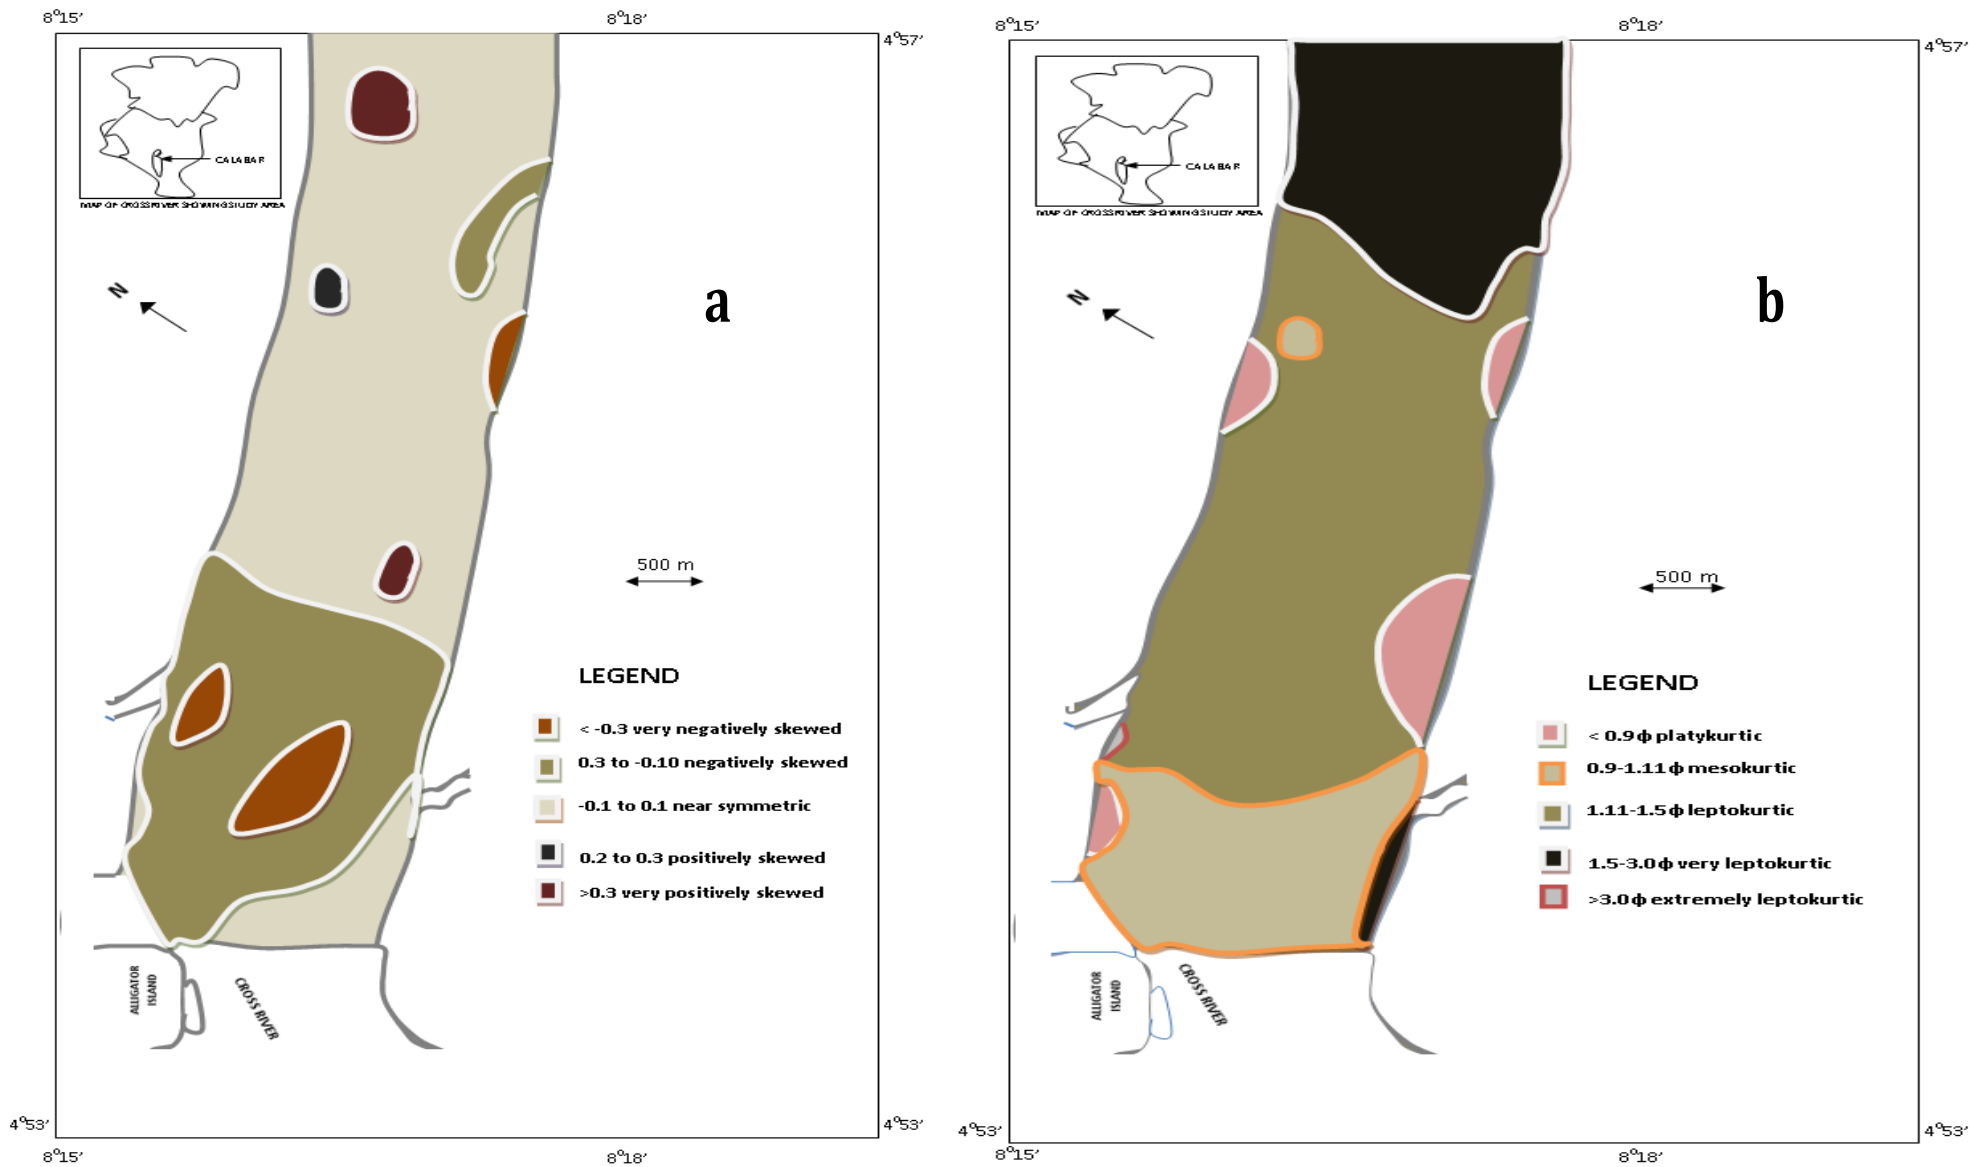 8°15'
8°18'
4°57'
CALABAR
MAP OF CROSSRIVER SHOWING STUDY AREA
N
a
500 m
LEGEND
< -0.3 very negatively skewed
0.3 to -0.10 negatively skewed
-0.1 to 0.1 near symmetric
0.2 to 0.3 positively skewed
>0.3 very positively skewed
ALLIGATOR
ISLAND
CROSS RIVER
4°53'
4°53'
8°15'
8°18'
8°15'
8°18'
4°57'
CALABAR
MAP OF CROSSRIVER SHOWING STUDY AREA
N
b
500 m
LEGEND
< 0.9ϕ platykurtic
0.9-1.11ϕ mesokurtic
1.11-1.5ϕ leptokurtic
1.5-3.0ϕ very leptokurtic
>3.0ϕ extremely leptokurtic
ALLIGATOR
ISLAND
CROSS RIVER
4°53'
4°53'
8°15'
8°18'